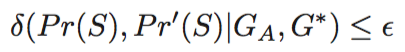 δ(Pr(S), Pr′(S)|G_A, G*) ≤ ϵ